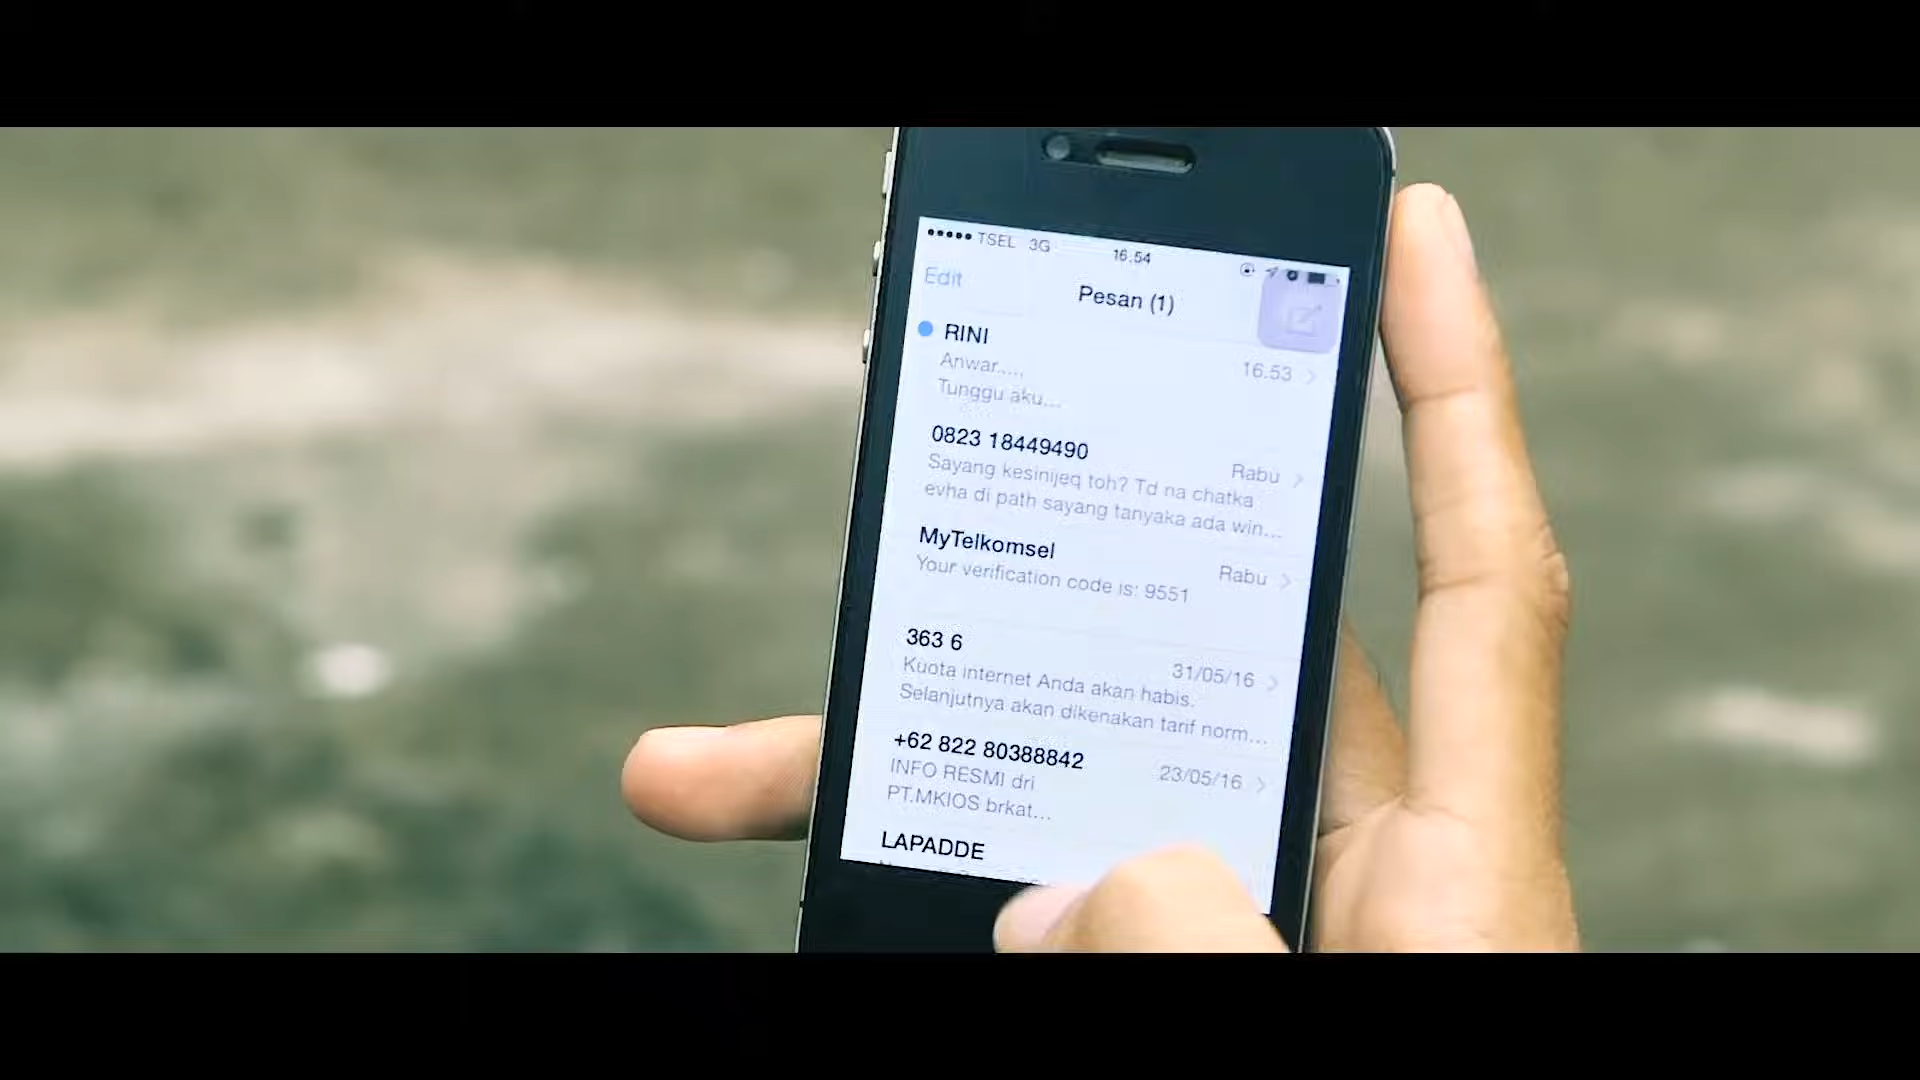 TSEL 3G 16.54
Edit
Pesan (1)
RINI
16.53
Anwar.....
Tunggu aku...
0823 18449490
Rabu
Sayang kesinijeq toh? Td na chatka
evha di path sayang tanyaka ada win...
MyTelkomsel
Rabu
Your verification code is: 9551
363 6
31/05/16
Kuota internet Anda akan habis.
Selanjutnya akan dikenakan tarif norm...
+62 822 80388842
23/05/16
INFO RESMI dri
PT.MKIOS brkat...
LAPADDE